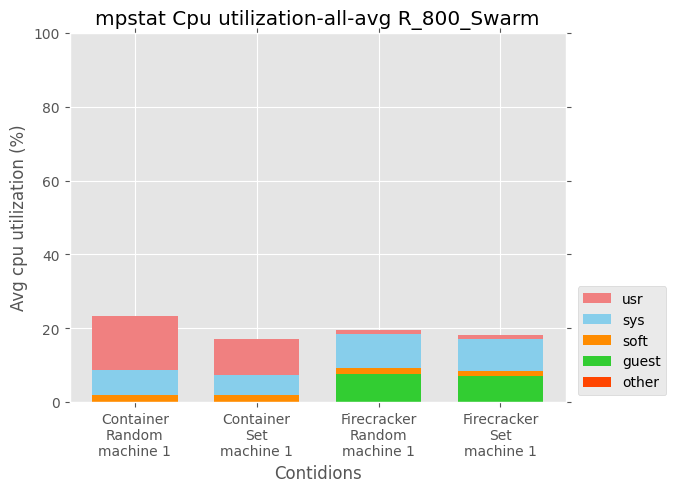 mpstat Cpu utilization-all-avg R_800_Swarm
Avg cpu utilization (%)
100
80
60
40
20
0
Container
Random
machine 1
Container
Set
machine 1
Firecracker
Random
machine 1
Firecracker
Set
machine 1
Contidions
usr
sys
soft
guest
other